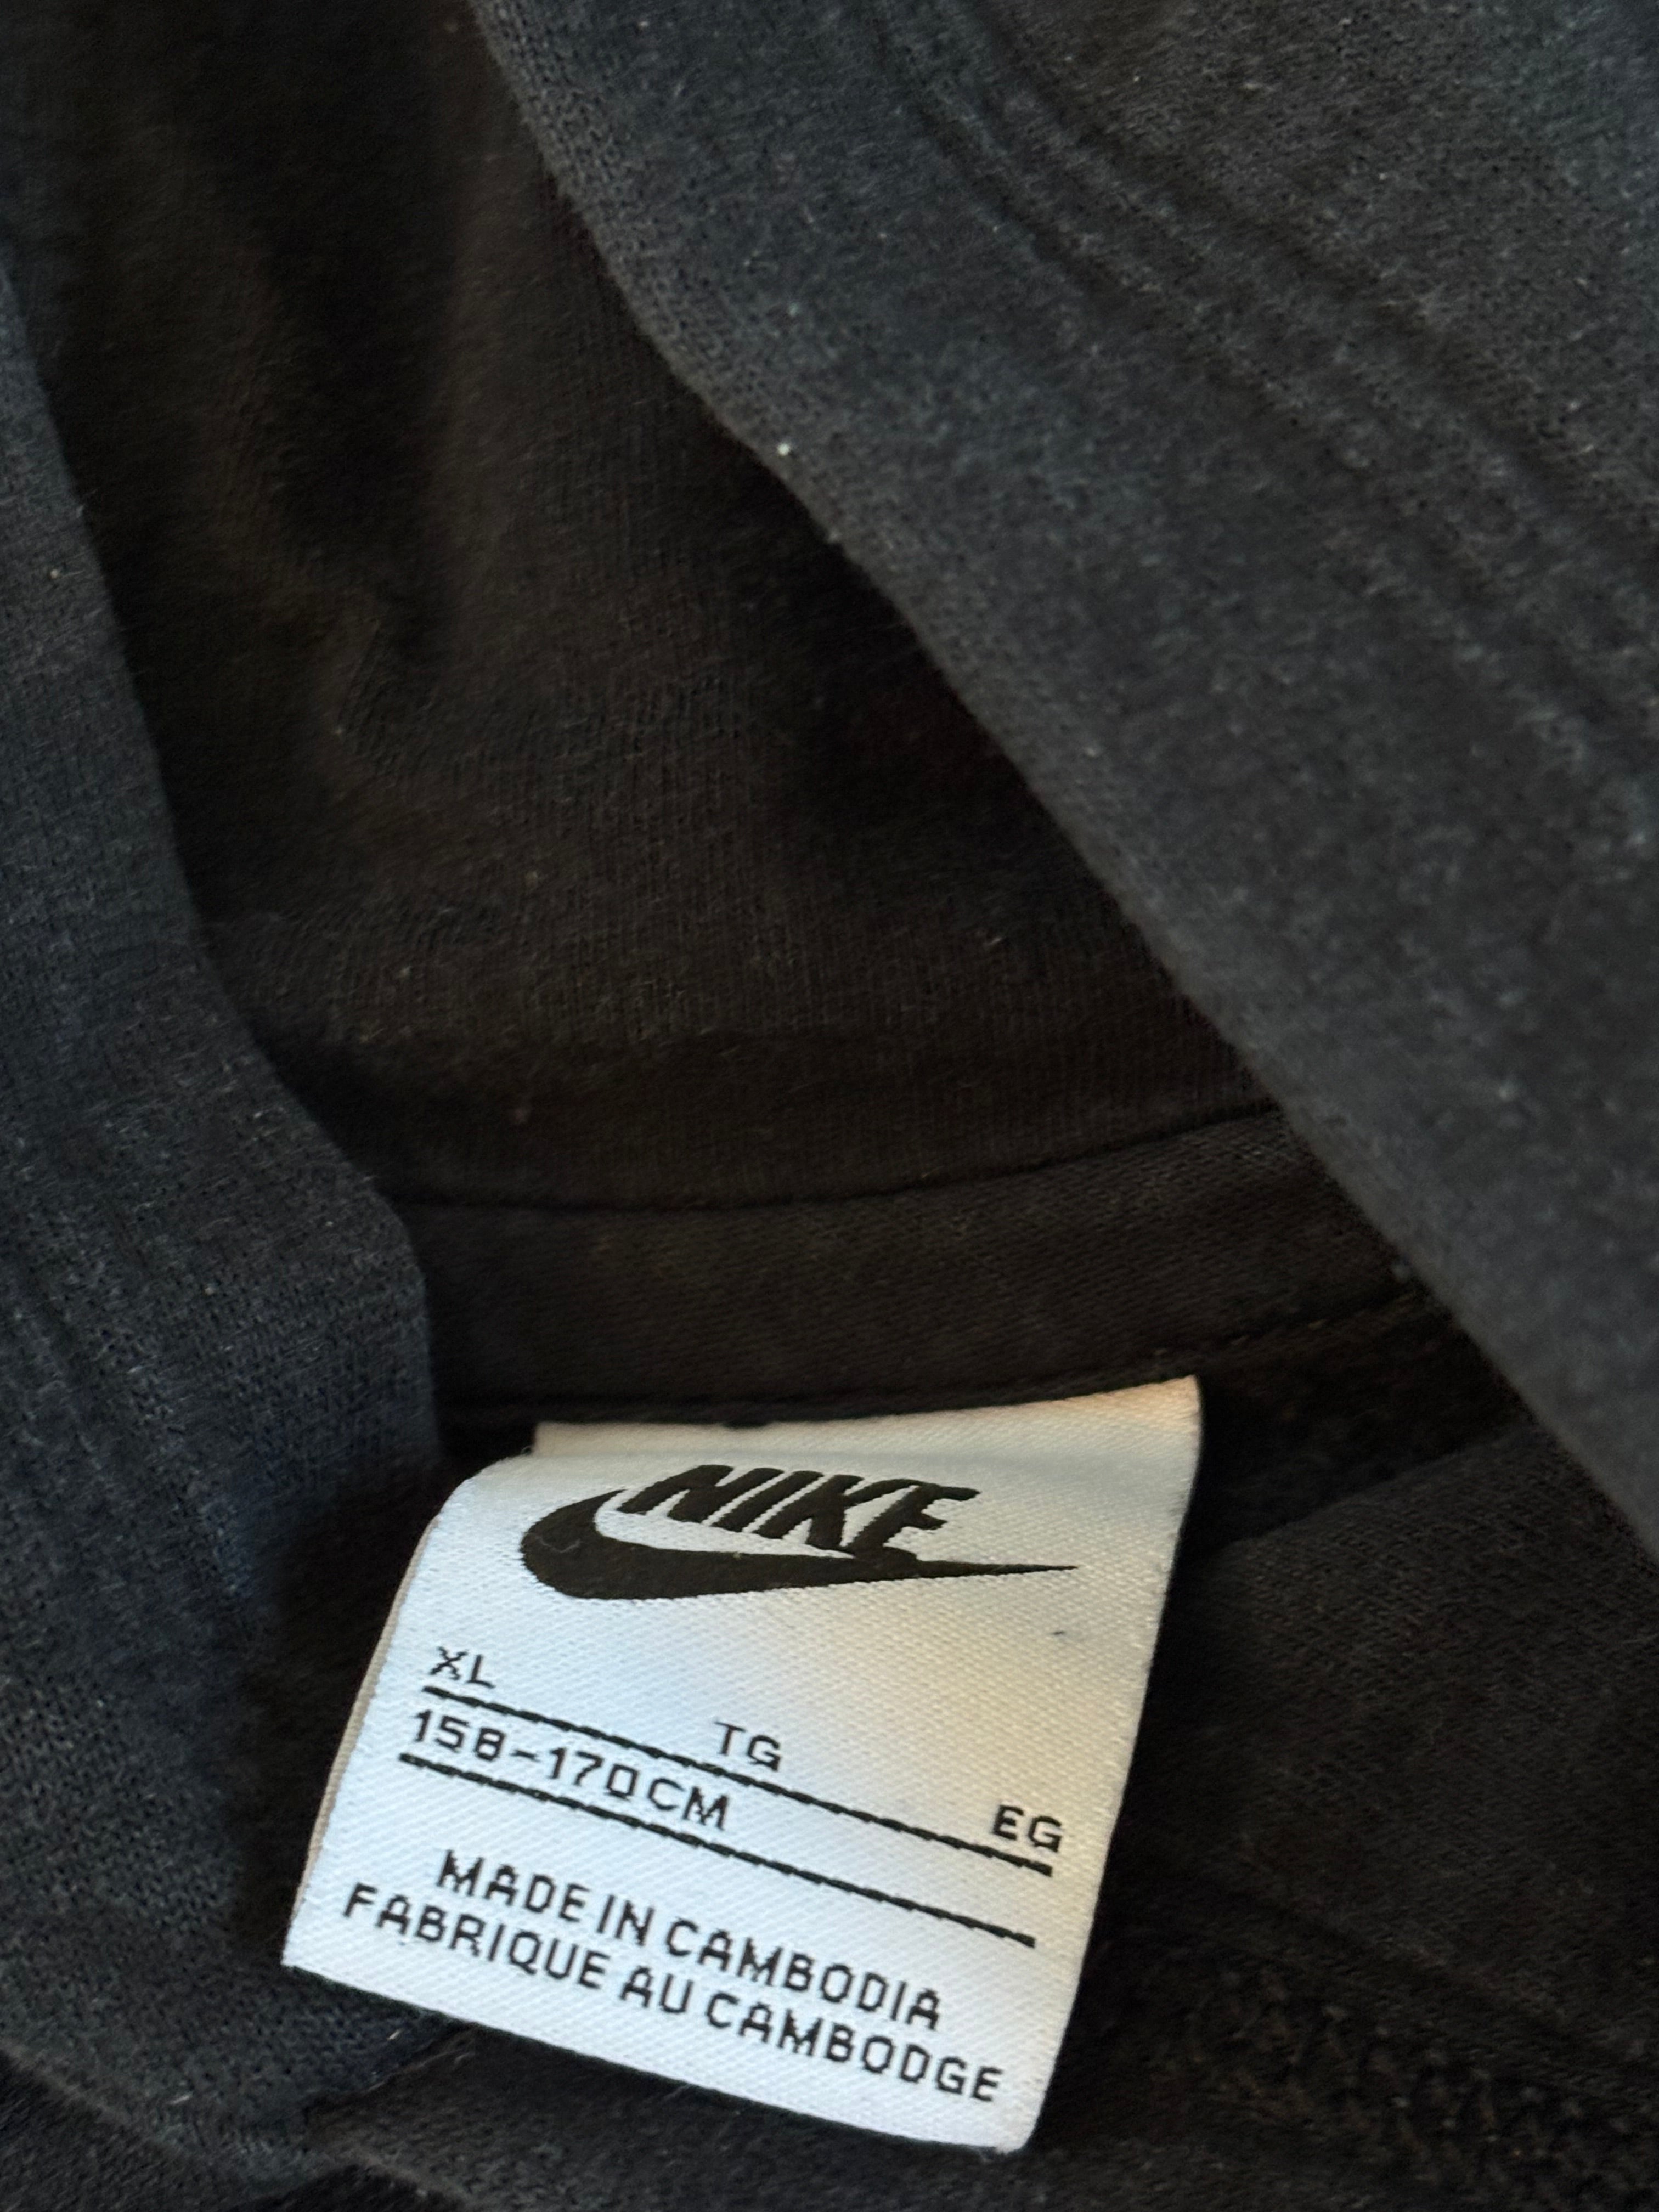 NIKE
XL TG EG
158-170CM
MADE IN CAMBODIA
FABRIQUE AU CAMBODGE